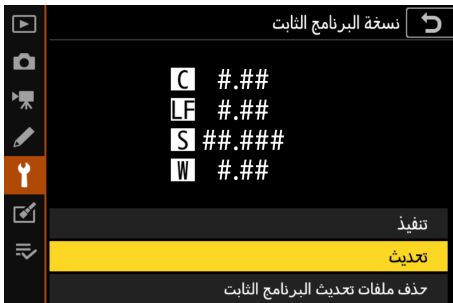 نسخة البرنامج الثابت
C #.##
LF #.##
S ##.###
W #.##
تنفيذ
تحديث
حذف ملفات تحديث البرنامج الثابت